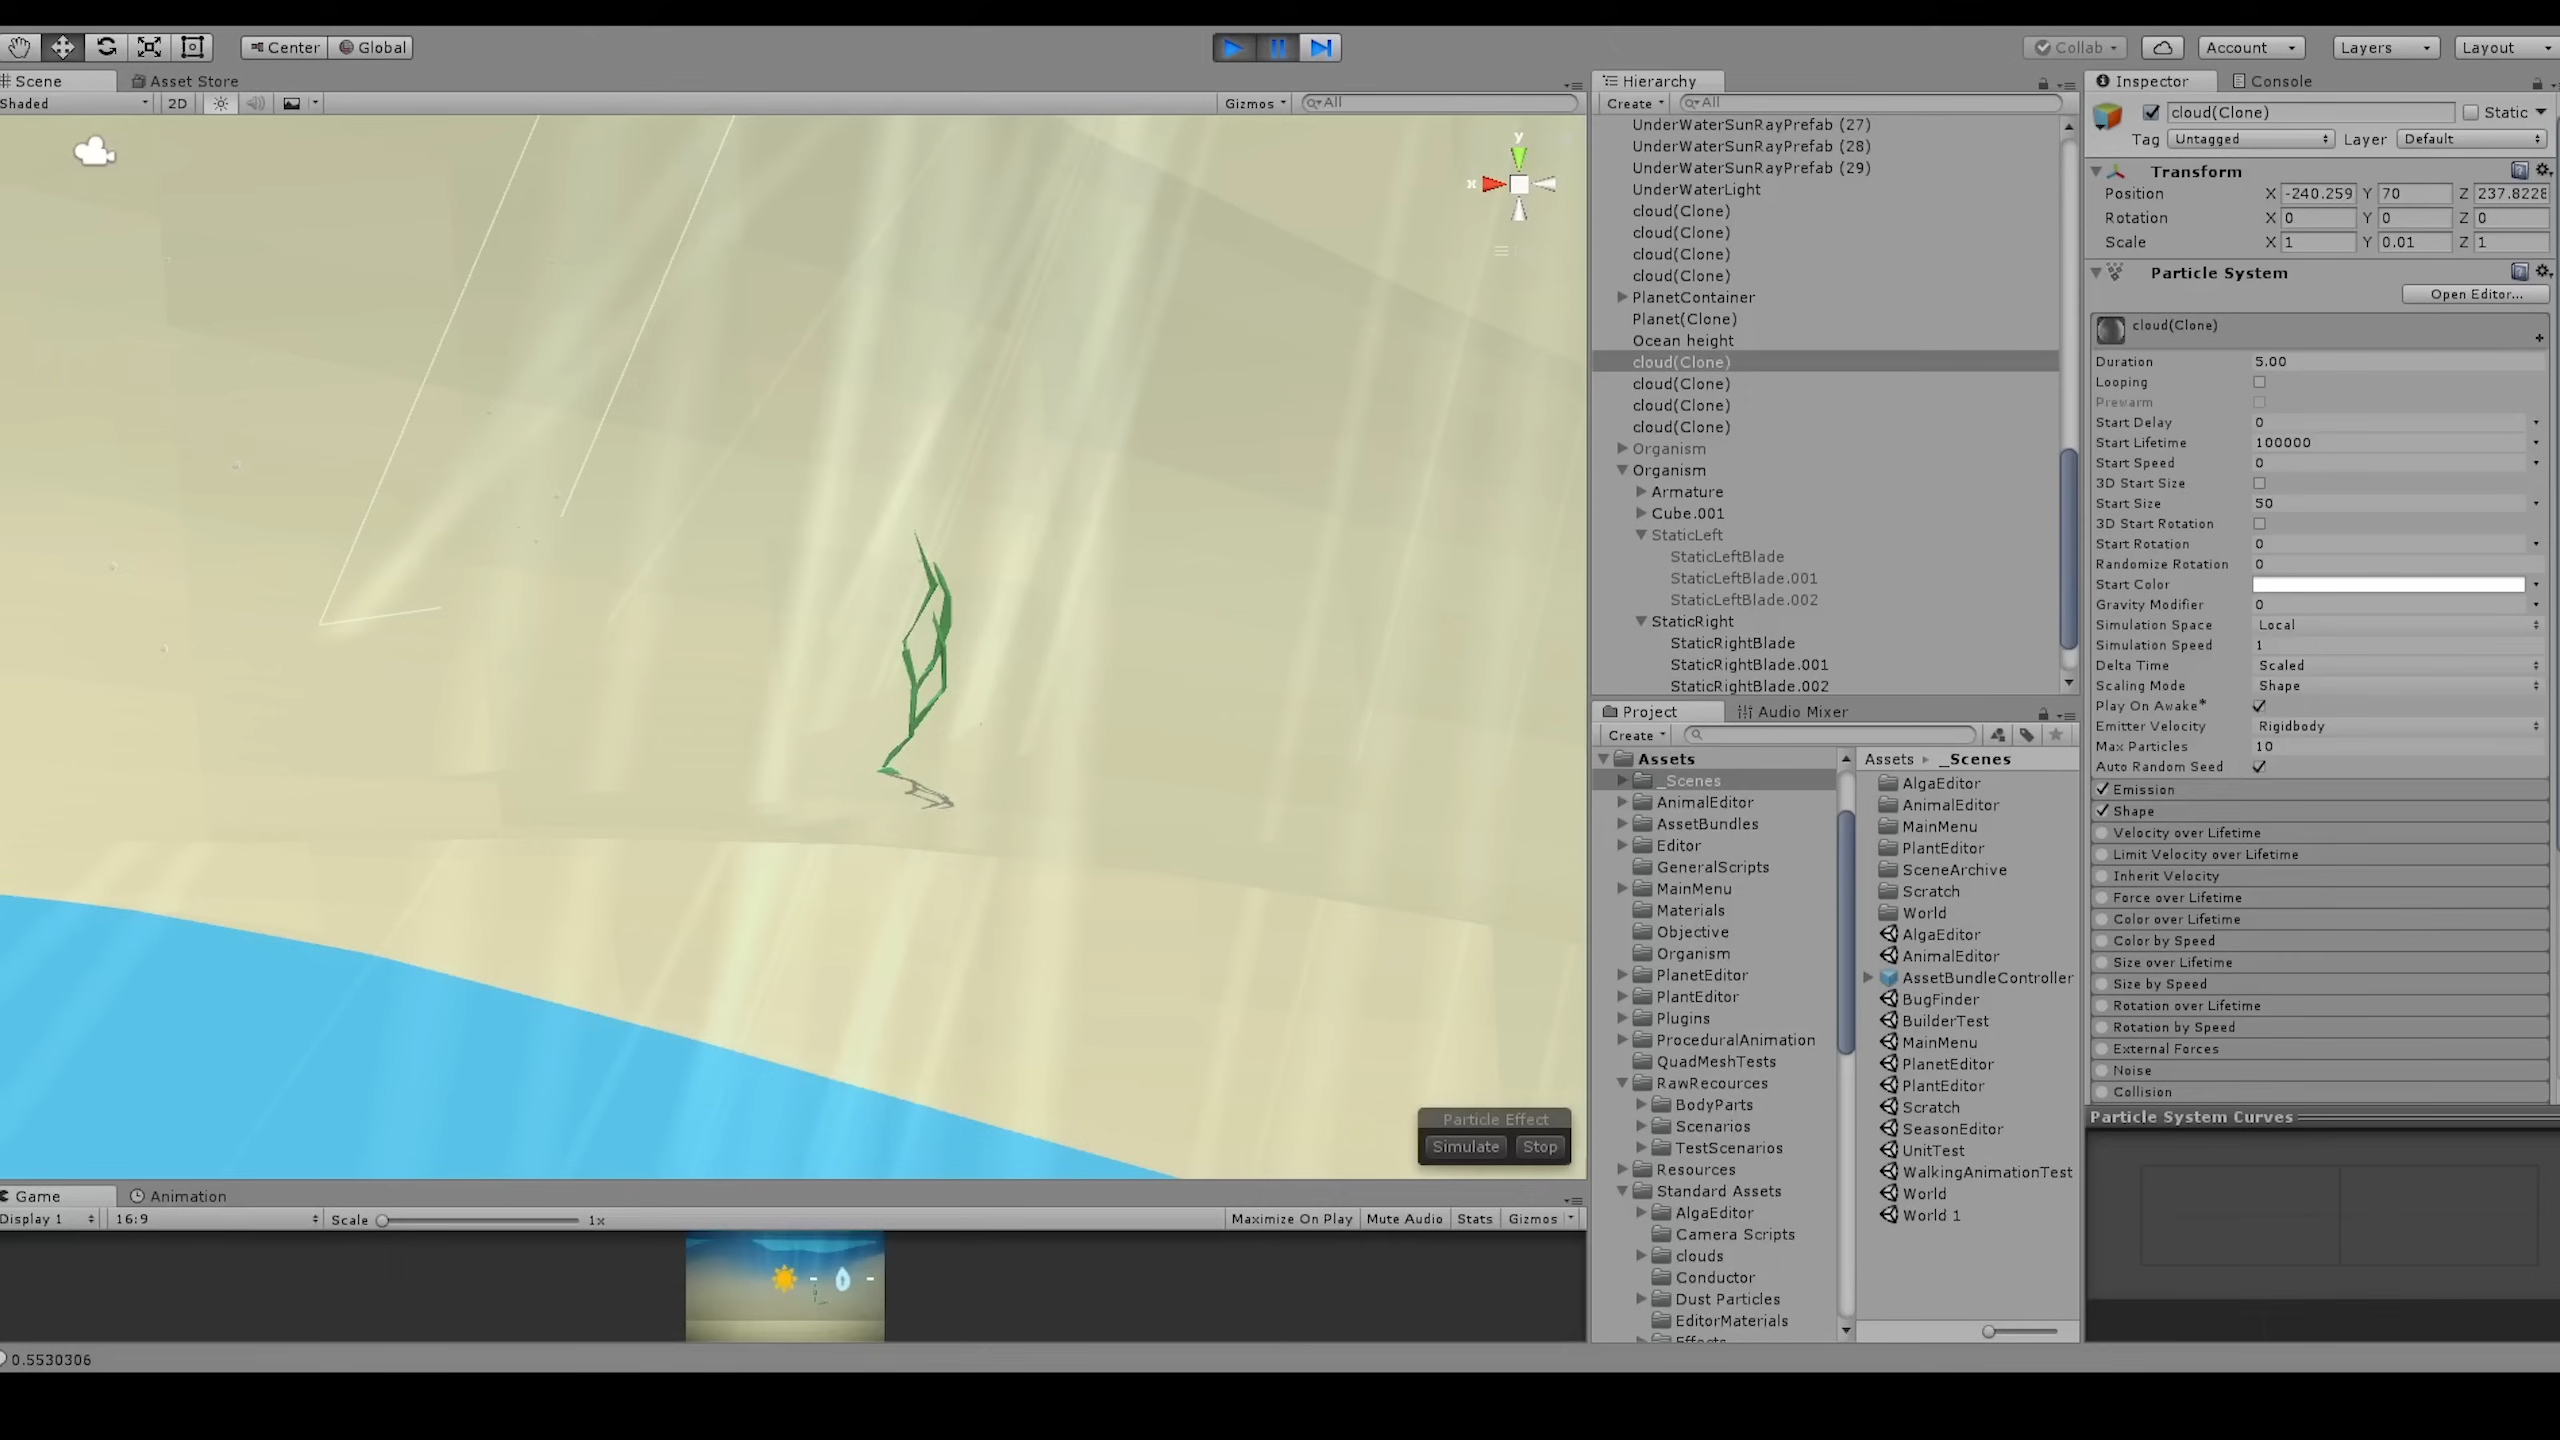 Center Global Collab Account Layers Layout
Scene Asset Store
Shaded 2D Gizmos All
y
x
Hierarchy
Create All
UnderWaterSunRayPrefab (27)
UnderWaterSunRayPrefab (28)
UnderWaterSunRayPrefab (29)
UnderWaterLight
cloud(Clone)
cloud(Clone)
cloud(Clone)
cloud(Clone)
PlanetContainer
Planet(Clone)
Ocean height
cloud(Clone)
cloud(Clone)
cloud(Clone)
cloud(Clone)
Organism
Organism
Armature
Cube.001
StaticLeft
StaticLeftBlade
StaticLeftBlade.001
StaticLeftBlade.002
StaticRight
StaticRightBlade
StaticRightBlade.001
StaticRightBlade.002
Project Audio Mixer
Create
Assets
_Scenes
AnimalEditor
AssetBundles
Editor
GeneralScripts
MainMenu
Materials
Objective
Organism
PlanetEditor
PlantEditor
Plugins
ProceduralAnimation
QuadMeshTests
RawRecources
BodyParts
Scenarios
TestScenarios
Resources
Standard Assets
AlgaEditor
Camera Scripts
clouds
Conductor
Dust Particles
EditorMaterials
Effects
Assets _Scenes
AlgaEditor
AnimalEditor
MainMenu
PlantEditor
SceneArchive
Scratch
World
AlgaEditor
AnimalEditor
AssetBundleController
BugFinder
BuilderTest
MainMenu
PlanetEditor
PlantEditor
Scratch
SeasonEditor
UnitTest
WalkingAnimationTest
World
World 1
Inspector Console
cloud(Clone) Static
Tag Untagged Layer Default
Transform
Position X -240.259 Y 70 Z 237.8228
Rotation X 0 Y 0 Z 0
Scale X 1 Y 0.01 Z 1
Particle System
Open Editor...
cloud(Clone)
Duration 5.00
Looping
Prewarm
Start Delay 0
Start Lifetime 100000
Start Speed 0
3D Start Size
Start Size 50
3D Start Rotation
Start Rotation 0
Randomize Rotation 0
Start Color
Gravity Modifier 0
Simulation Space Local
Simulation Speed 1
Delta Time Scaled
Scaling Mode Shape
Play On Awake*
Emitter Velocity Rigidbody
Max Particles 10
Auto Random Seed
Emission
Shape
Velocity over Lifetime
Limit Velocity over Lifetime
Inherit Velocity
Force over Lifetime
Color over Lifetime
Color by Speed
Size over Lifetime
Size by Speed
Rotation over Lifetime
Rotation by Speed
External Forces
Noise
Collision
Particle System Curves
Particle Effect
Simulate Stop
Game Animation
Display 1 16:9 Scale 1x Maximize On Play Mute Audio Stats Gizmos
- -
0.5530306